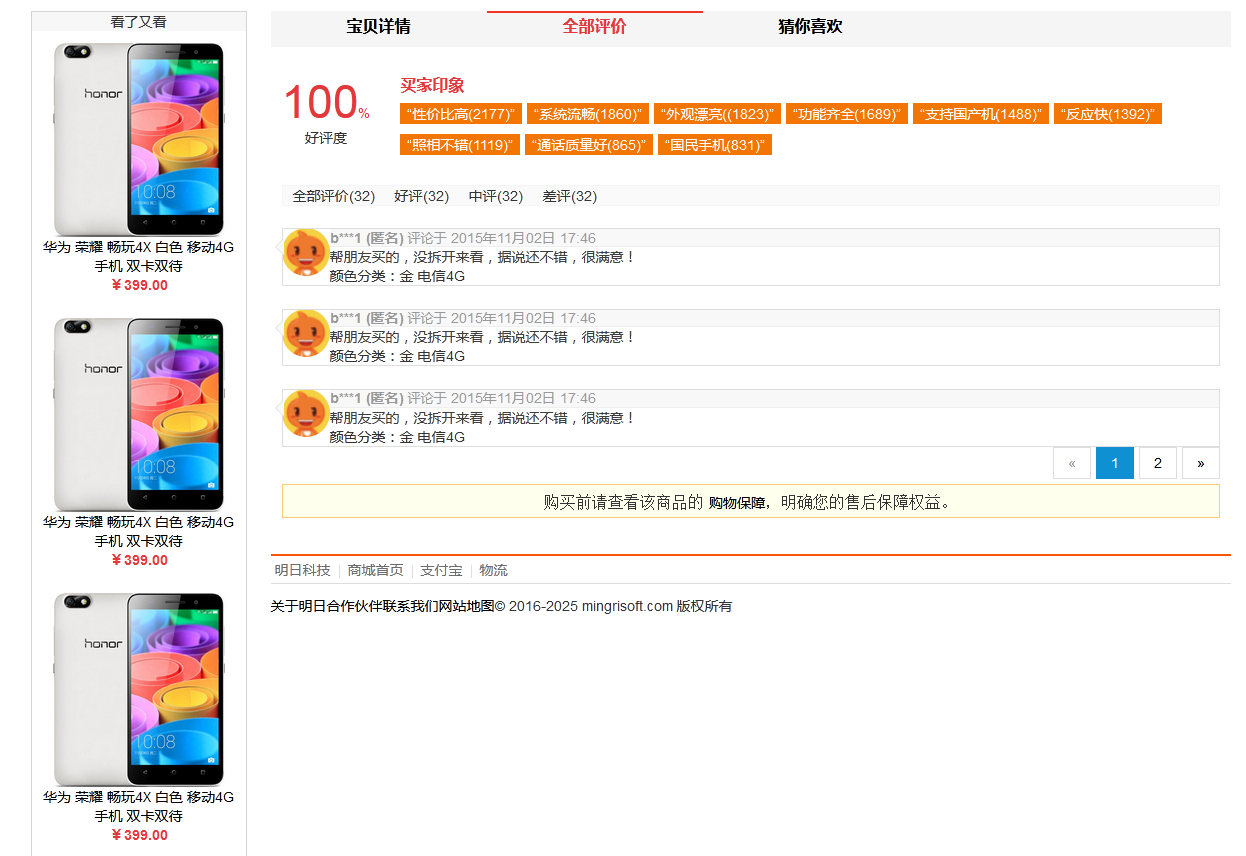 看了又看
honor
10:08
华为 荣耀 畅玩4X 白色 移动4G
手机 双卡双待
¥ 399.00
honor
10:08
华为 荣耀 畅玩4X 白色 移动4G
手机 双卡双待
¥ 399.00
honor
10:08
华为 荣耀 畅玩4X 白色 移动4G
手机 双卡双待
¥ 399.00
宝贝详情 全部评价 猜你喜欢
100%
好评度
买家印象
“性价比高(2177)” “系统流畅(1860)” “外观漂亮((1823)” “功能齐全(1689)” “支持国产机(1488)” “反应快(1392)”
“照相不错(1119)” “通话质量好(865)” “国民手机(831)”
全部评价(32) 好评(32) 中评(32) 差评(32)
b***1 (匿名) 评论于 2015年11月02日 17:46
帮朋友买的，没拆开来看，据说还不错，很满意！
颜色分类：金 电信4G
b***1 (匿名) 评论于 2015年11月02日 17:46
帮朋友买的，没拆开来看，据说还不错，很满意！
颜色分类：金 电信4G
b***1 (匿名) 评论于 2015年11月02日 17:46
帮朋友买的，没拆开来看，据说还不错，很满意！
颜色分类：金 电信4G
« 1 2 »
购买前请查看该商品的 购物保障，明确您的售后保障权益。
明日科技 | 商城首页 | 支付宝 | 物流
关于明日合作伙伴联系我们网站地图© 2016-2025 mingrisoft.com 版权所有